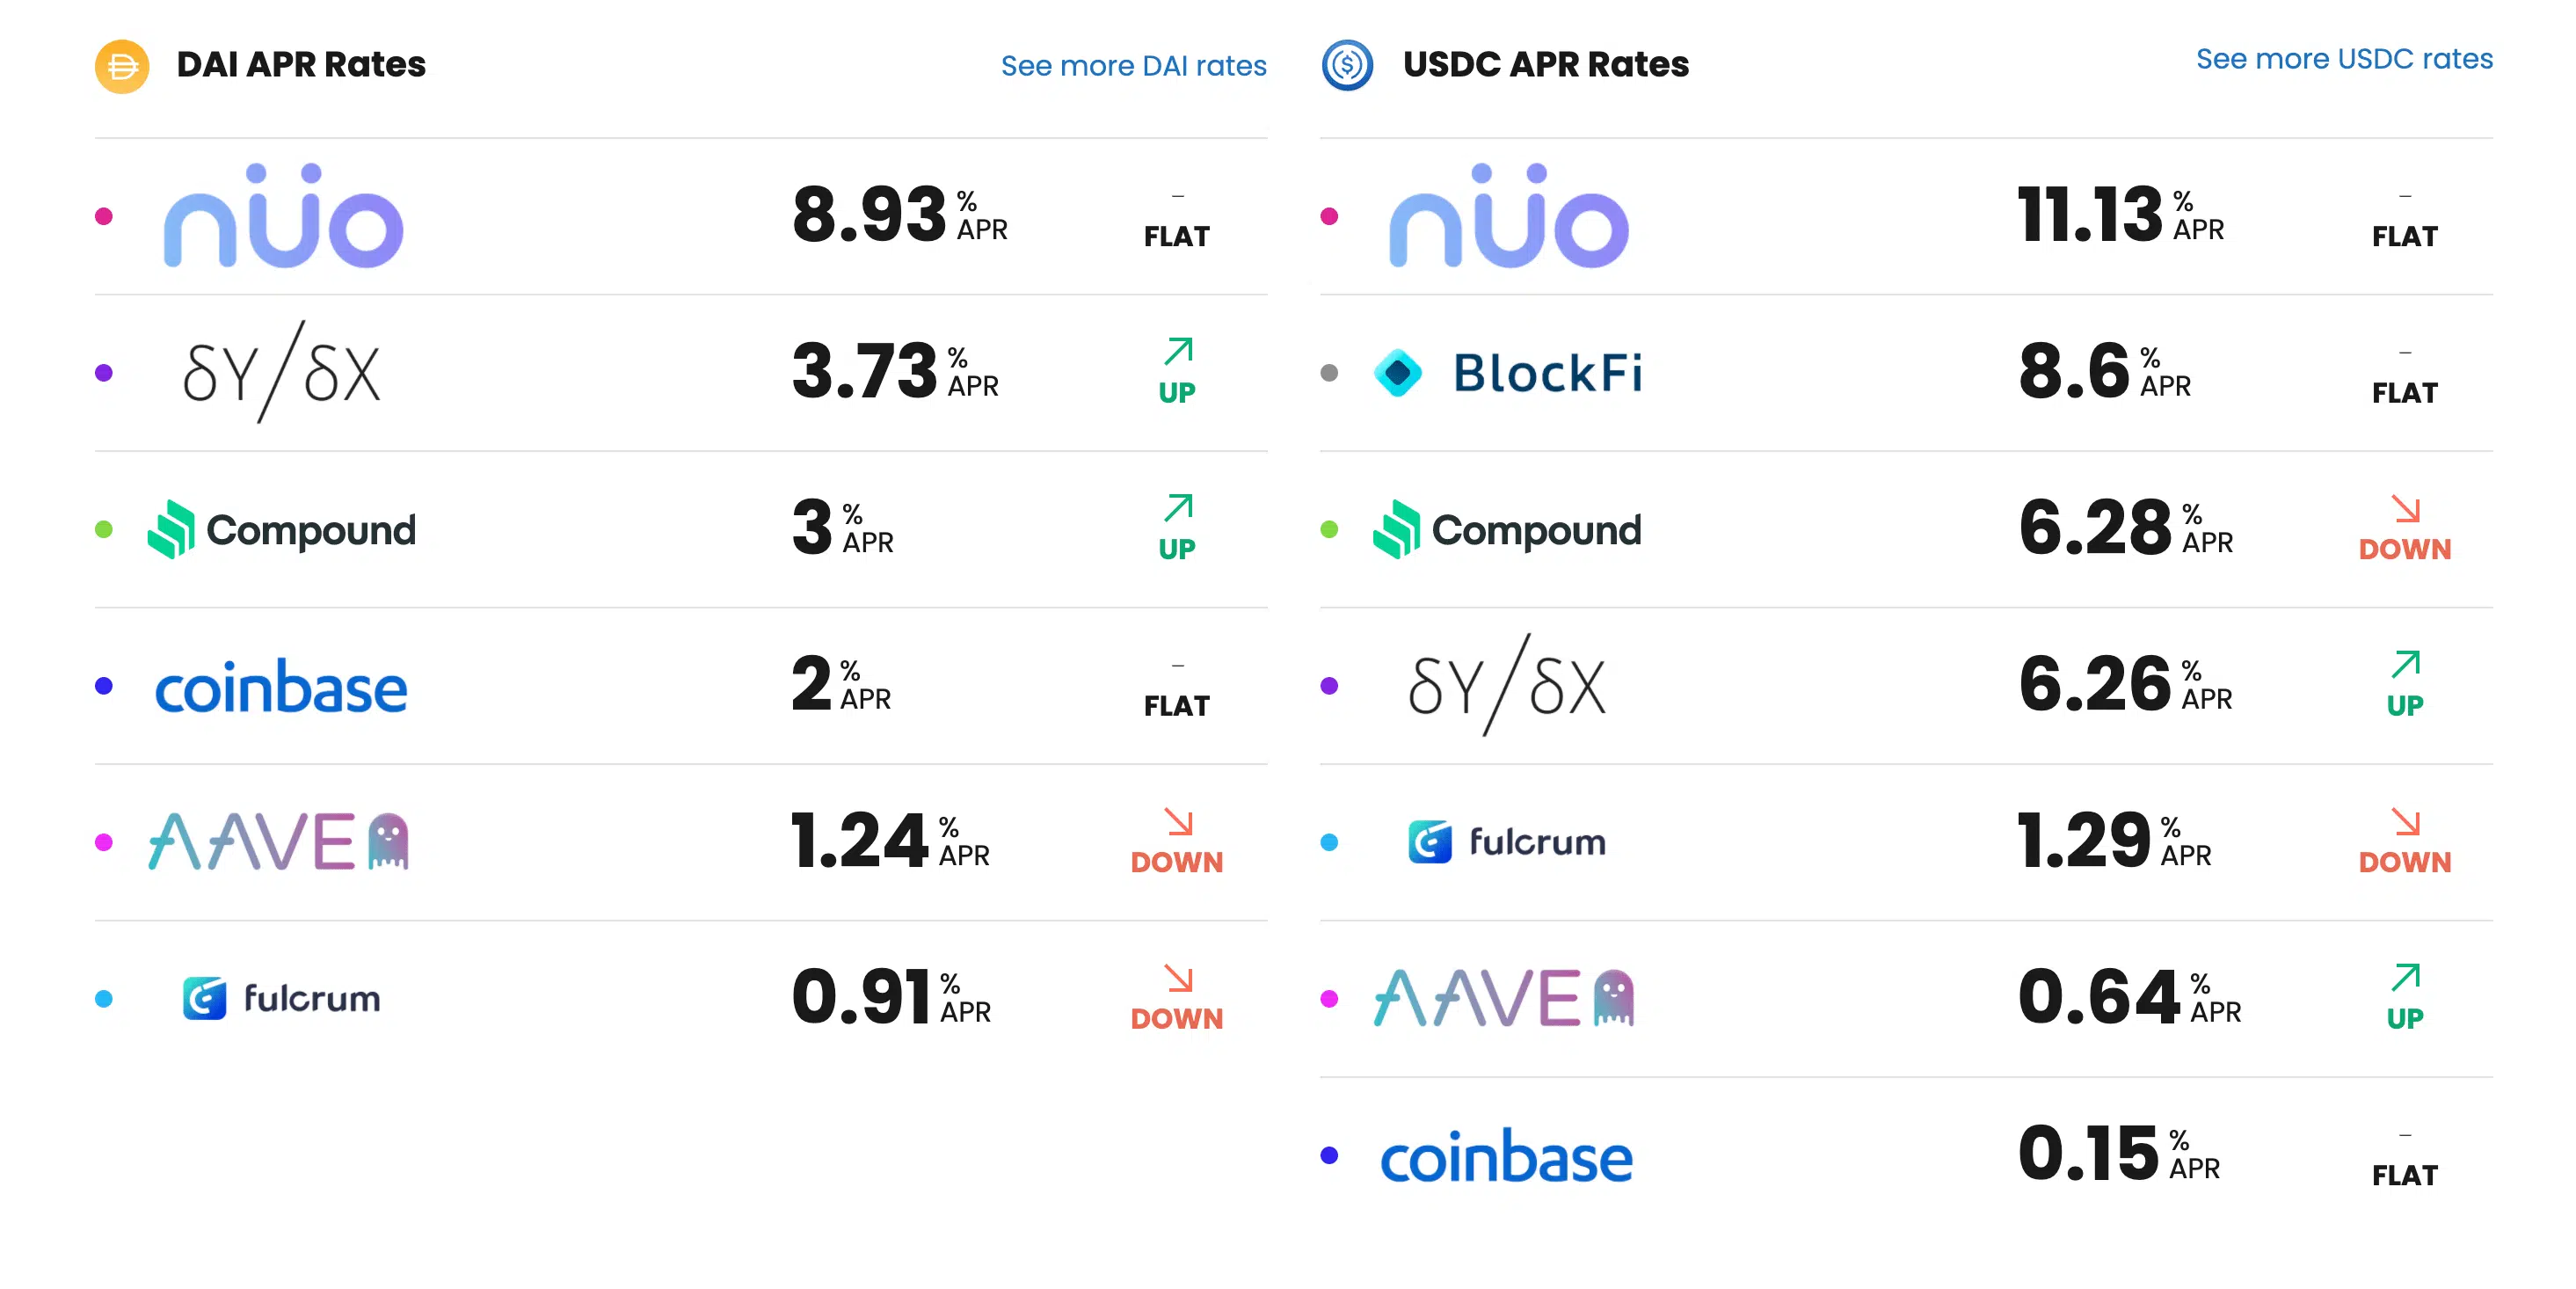 DAI APR Rates
See more DAI rates
nüo
8.93 % APR
– FLAT
δY/δX
3.73 % APR
UP
Compound
3 % APR
UP
coinbase
2 % APR
– FLAT
AAVE
1.24 % APR
DOWN
fulcrum
0.91 % APR
DOWN
USDC APR Rates
See more USDC rates
nüo
11.13 % APR
– FLAT
BlockFi
8.6 % APR
– FLAT
Compound
6.28 % APR
DOWN
δY/δX
6.26 % APR
UP
fulcrum
1.29 % APR
DOWN
AAVE
0.64 % APR
UP
coinbase
0.15 % APR
– FLAT